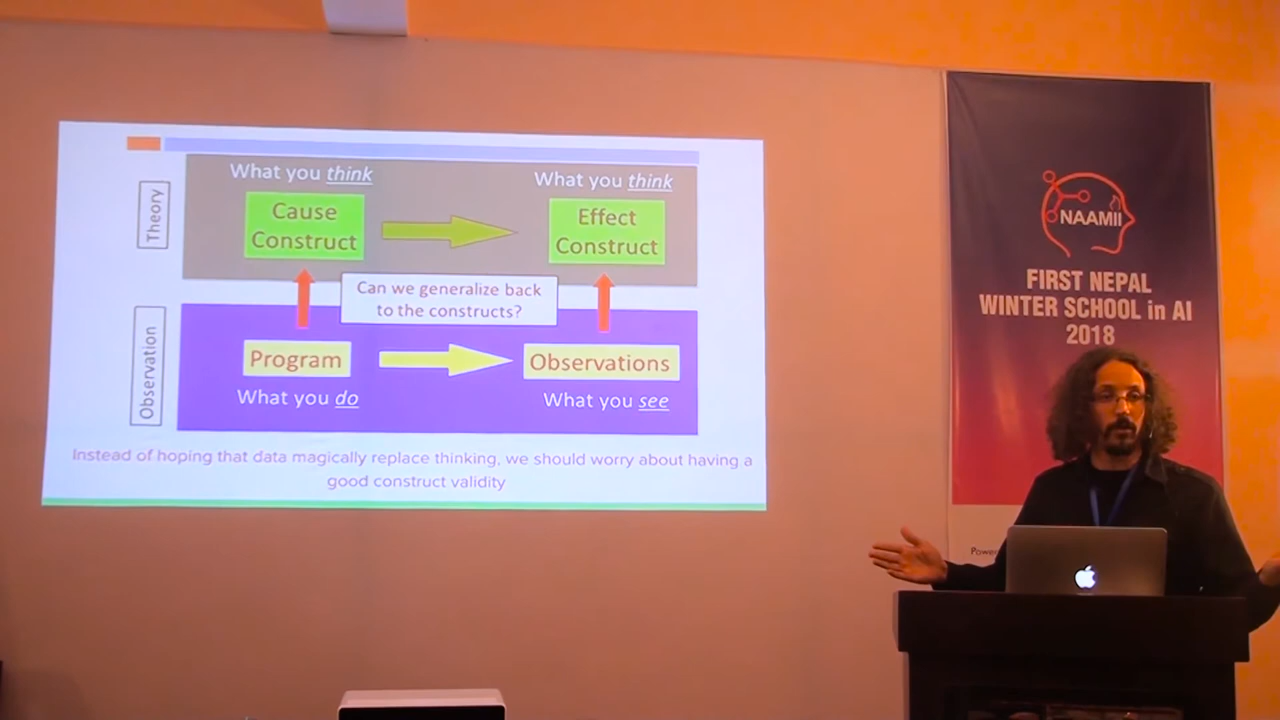 What you think
What you think
Theory
Cause
Construct
Effect
Construct
Can we generalize back
to the constructs?
Observation
Program
Observations
What you do
What you see
Instead of hoping that data magically replace thinking, we should worry about having a
good construct validity
NAAMII
FIRST NEPAL
WINTER SCHOOL in AI
2018